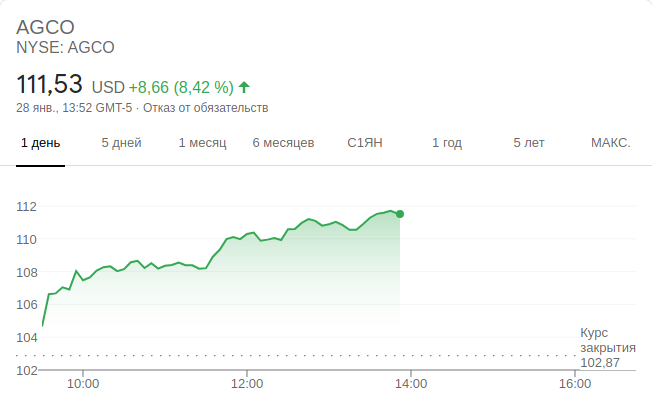 AGCO
NYSE: AGCO
111,53 USD +8,66 (8,42 %)
28 янв., 13:52 GMT-5 · Отказ от обязательств
1 день 5 дней 1 месяц 6 месяцев С1ЯН 1 год 5 лет МАКС.
112
110
108
106
104
102
Курс
закрытия
102,87
10:00 12:00 14:00 16:00